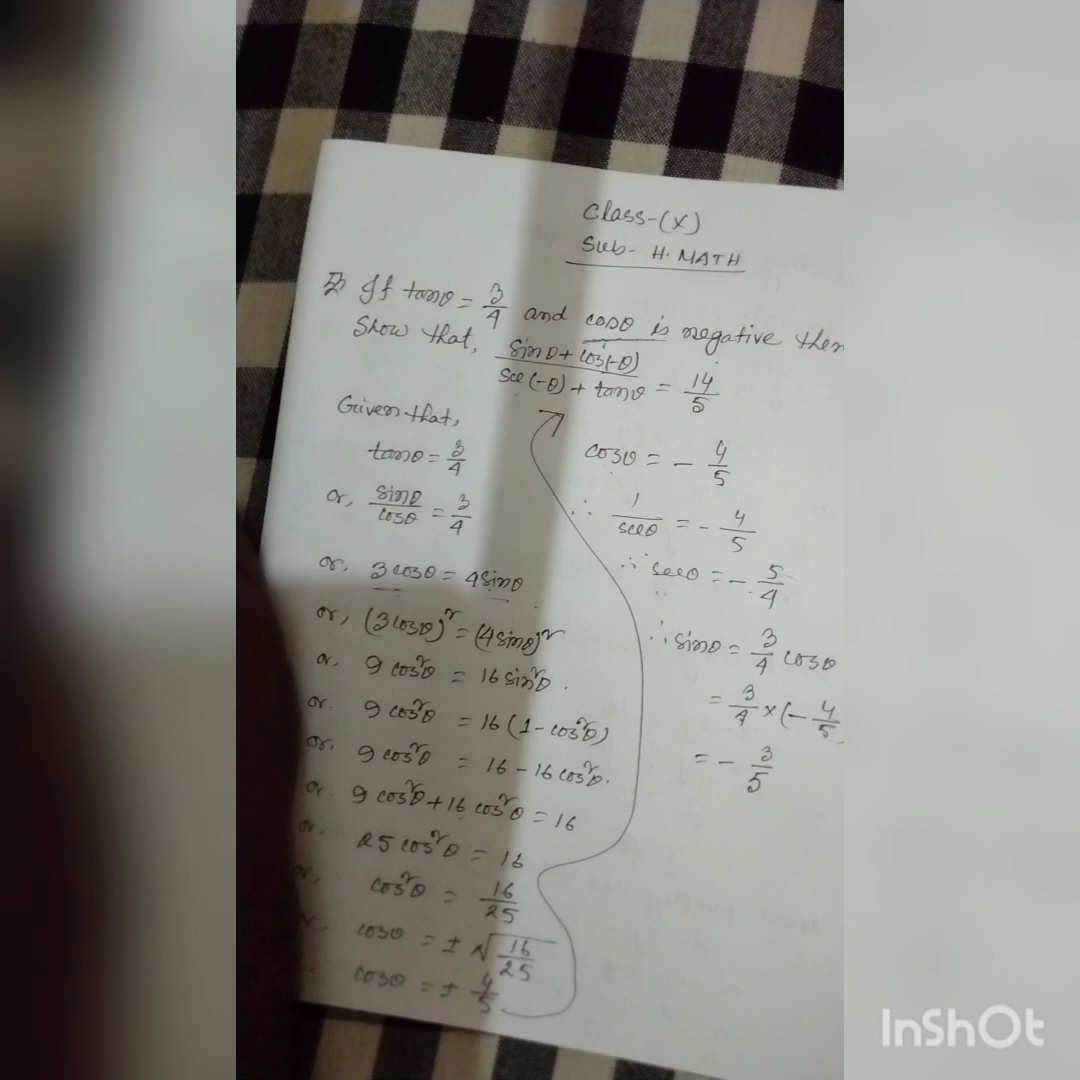 Class-(X)
Sub- H. MATH
If tanθ = 3/4 and cosθ is negative then
Show that, (sinθ + cos(-θ))/(sec(-θ) + tanθ) = 14/5
Given that,
tanθ = 3/4
or, sinθ/cosθ = 3/4
or, 3cosθ = 4sinθ
or, (3cosθ)² = (4sinθ)²
or, 9cos²θ = 16sin²θ.
or. 9cos²θ = 16(1-cos²θ)
or. 9cos²θ = 16-16cos²θ.
or. 9cos²θ+16cos²θ = 16
or, 25cos²θ = 16
or, cos²θ = 16/25
cosθ = ± √(16/25)
cosθ = ± 4/5
cosθ = - 4/5
∴ 1/secθ = - 4/5
∴ secθ = - 5/4
∴ sinθ = 3/4 cosθ
= 3/4 × (- 4/5
= - 3/5
InShOt